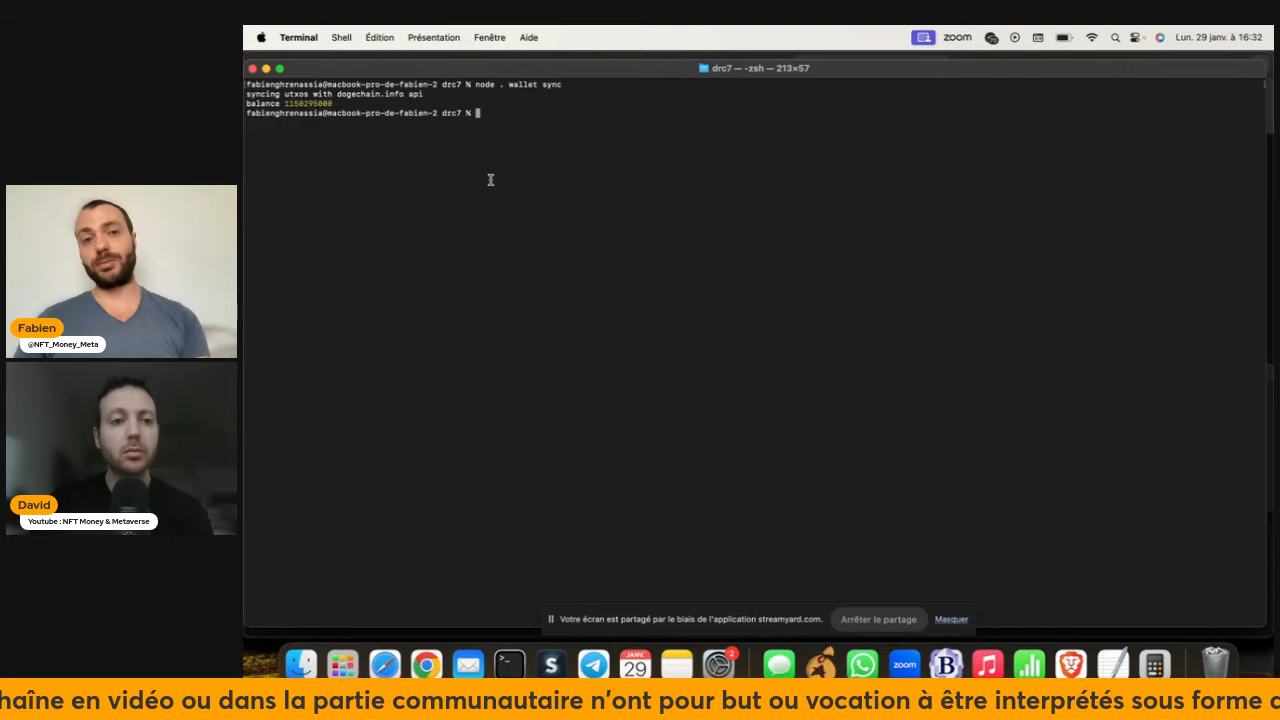 Terminal Shell Édition Présentation Fenêtre Aide zoom Lun. 29 janv. à 16:32
drc7 — -zsh — 213×57
fabienghrenassia@macbook-pro-de-fabien-2 drc7 % node . wallet sync
syncing utxos with dogechain.info api
balance 1150295000
fabienghrenassia@macbook-pro-de-fabien-2 drc7 %
Fabien
@NFT_Money_Meta
David
Youtube : NFT Money & Metaverse
Votre écran est partagé par le biais de l'application streamyard.com. Arrêter le partage Masquer
JANV.
29
2
zoom
haîne en vidéo ou dans la partie communautaire n'ont pour but ou vocation à être interprétés sous forme